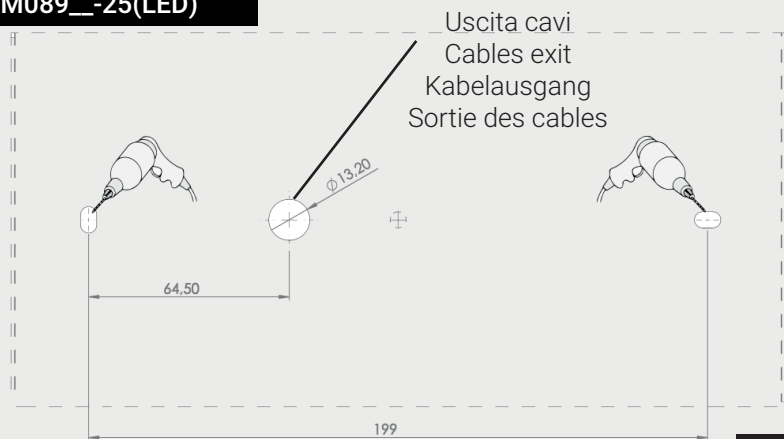 M089__-25(LED)
Uscita cavi
Cables exit
Kabelausgang
Sortie des cables
Ø13,20
64,50
199